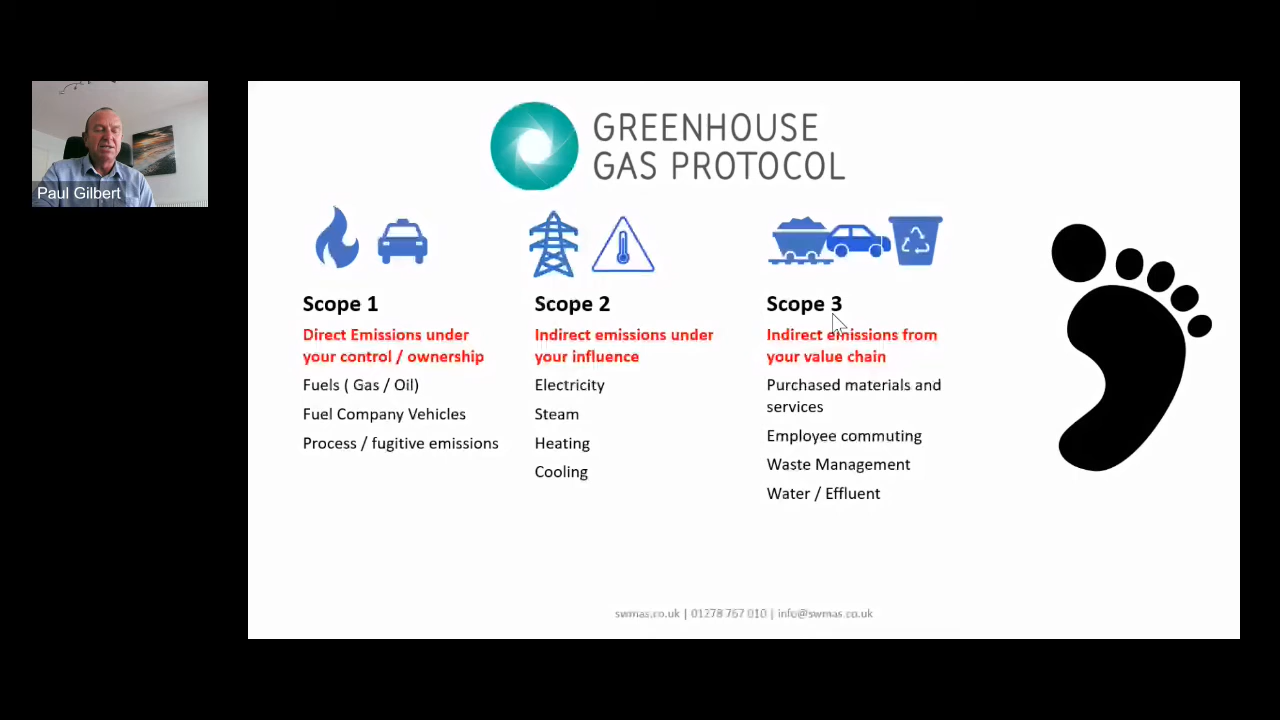 Paul Gilbert
GREENHOUSE
GAS PROTOCOL
Scope 1
Direct Emissions under
your control / ownership
Fuels ( Gas / Oil)
Fuel Company Vehicles
Process / fugitive emissions
Scope 2
Indirect emissions under
your influence
Electricity
Steam
Heating
Cooling
Scope 3
Indirect emissions from
your value chain
Purchased materials and
services
Employee commuting
Waste Management
Water / Effluent
swmas.co.uk | 01278 767 010 | info@swmas.co.uk